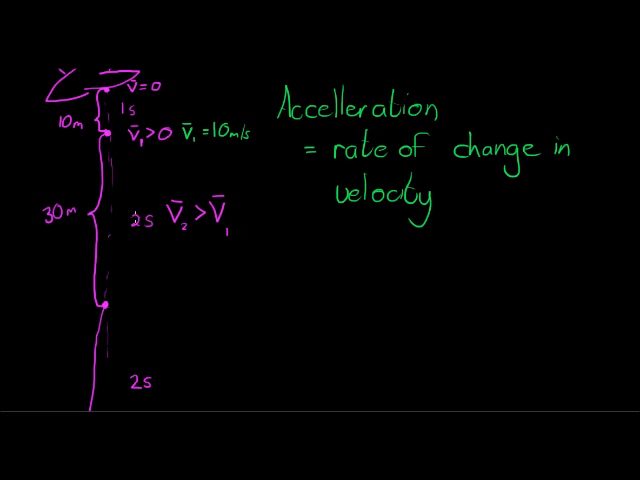 v̄=0
1s
10m
v̄₁>0 v̄₁=10m/s
30m
2s v̄₂>v̄₁
2s
Accelleration
= rate of change in
velocity